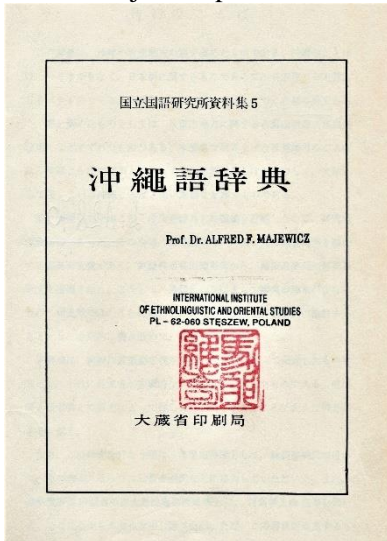 国立国語研究所資料集5
沖縄語辞典
Prof. Dr. ALFRED F. MAJEWICZ
INTERNATIONAL INSTITUTE
OF ETHNOLINGUISTIC AND ORIENTAL STUDIES
PL – 62-060 STĘSZEW, POLAND
大蔵省印刷局